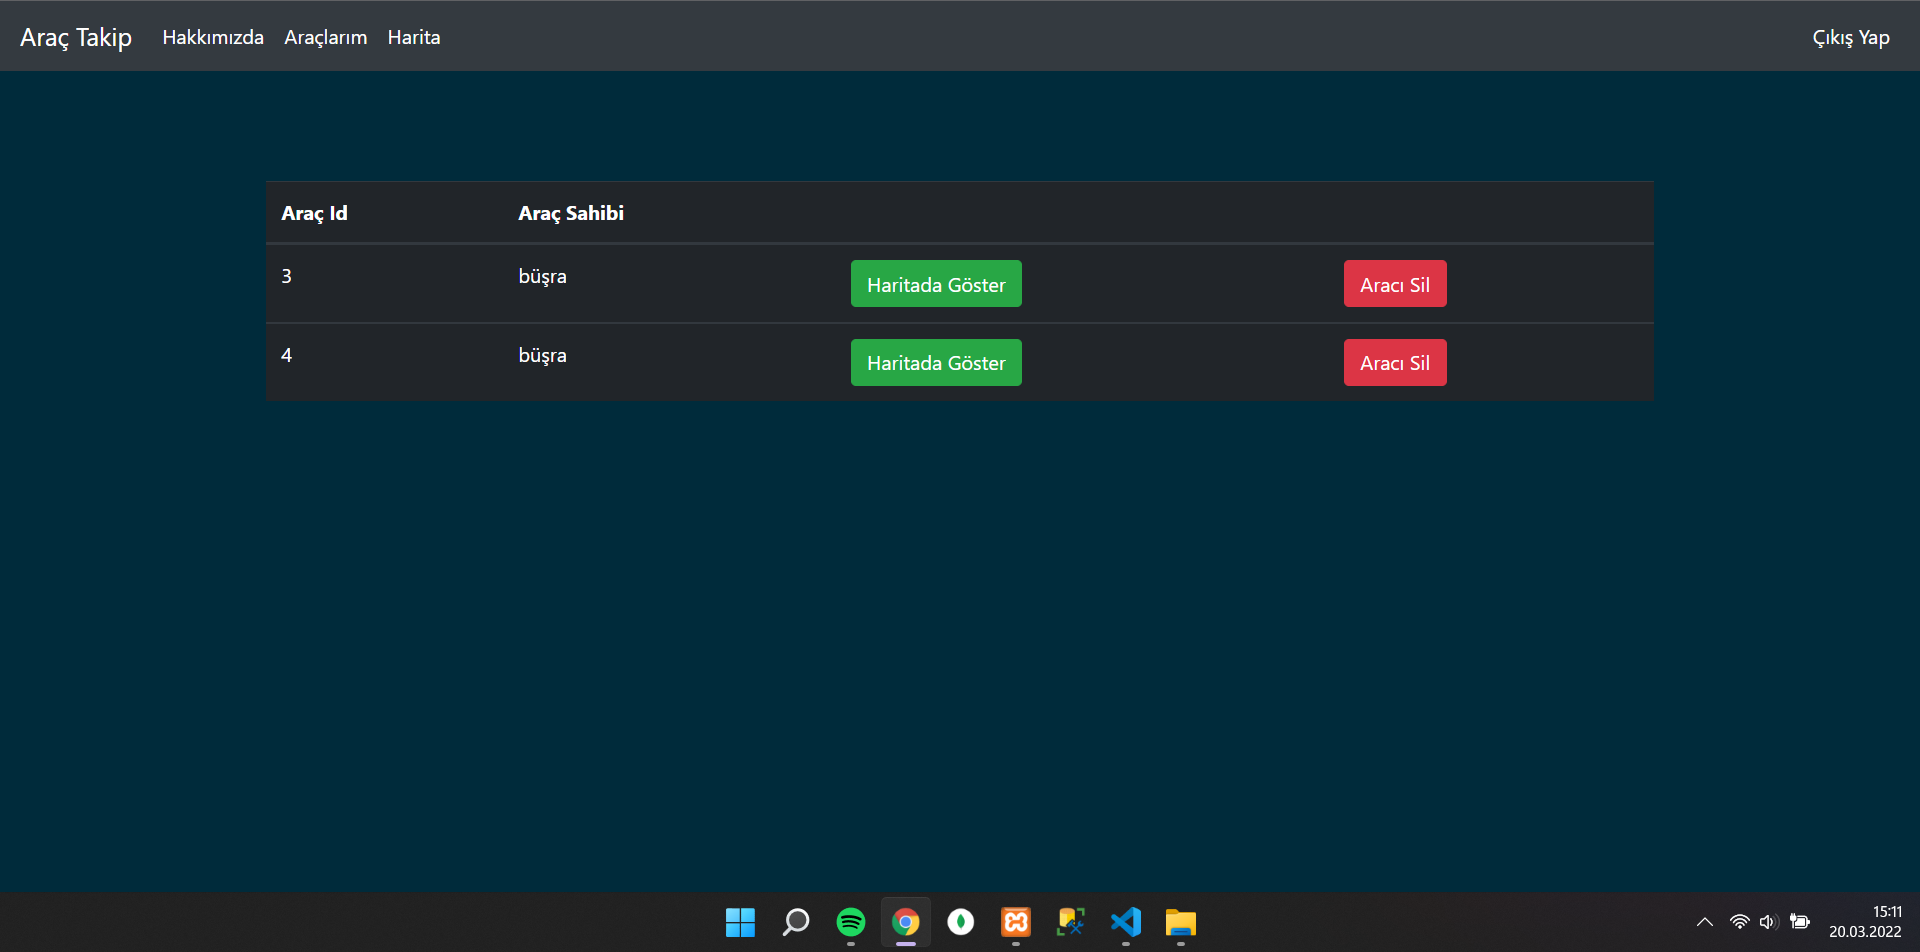 Araç Takip Hakkımızda Araçlarım Harita Çıkış Yap
Araç Id Araç Sahibi
3 büşra Haritada Göster Aracı Sil
4 büşra Haritada Göster Aracı Sil
15:11
20.03.2022